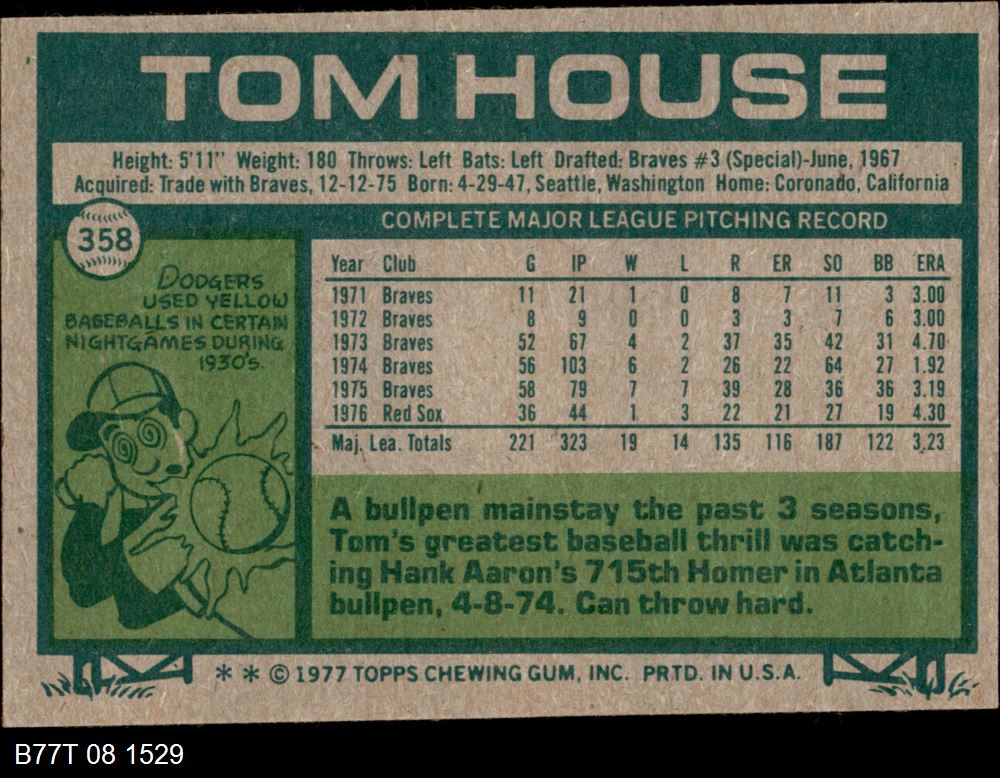 TOM HOUSE
Height: 5'11" Weight: 180 Throws: Left Bats: Left Drafted: Braves #3 (Special)-June, 1967
Acquired: Trade with Braves, 12-12-75 Born: 4-29-47, Seattle, Washington Home: Coronado, California
358
DODGERS
USED YELLOW
BASEBALLS IN CERTAIN
NIGHTGAMES DURING
1930's.
COMPLETE MAJOR LEAGUE PITCHING RECORD
Year Club G IP W L R ER SO BB ERA
1971 Braves 11 21 1 0 8 7 11 3 3.00
1972 Braves 8 9 0 0 3 3 7 6 3.00
1973 Braves 52 67 4 2 37 35 42 31 4.70
1974 Braves 56 103 6 2 26 22 64 27 1.92
1975 Braves 58 79 7 7 39 28 36 36 3.19
1976 Red Sox 36 44 1 3 22 21 27 19 4.30
Maj. Lea. Totals 221 323 19 14 135 116 187 122 3.23
A bullpen mainstay the past 3 seasons,
Tom's greatest baseball thrill was catch-
ing Hank Aaron's 715th Homer in Atlanta
bullpen, 4-8-74. Can throw hard.
* * © 1977 TOPPS CHEWING GUM, INC. PRTD. IN U.S.A.
B77T 08 1529